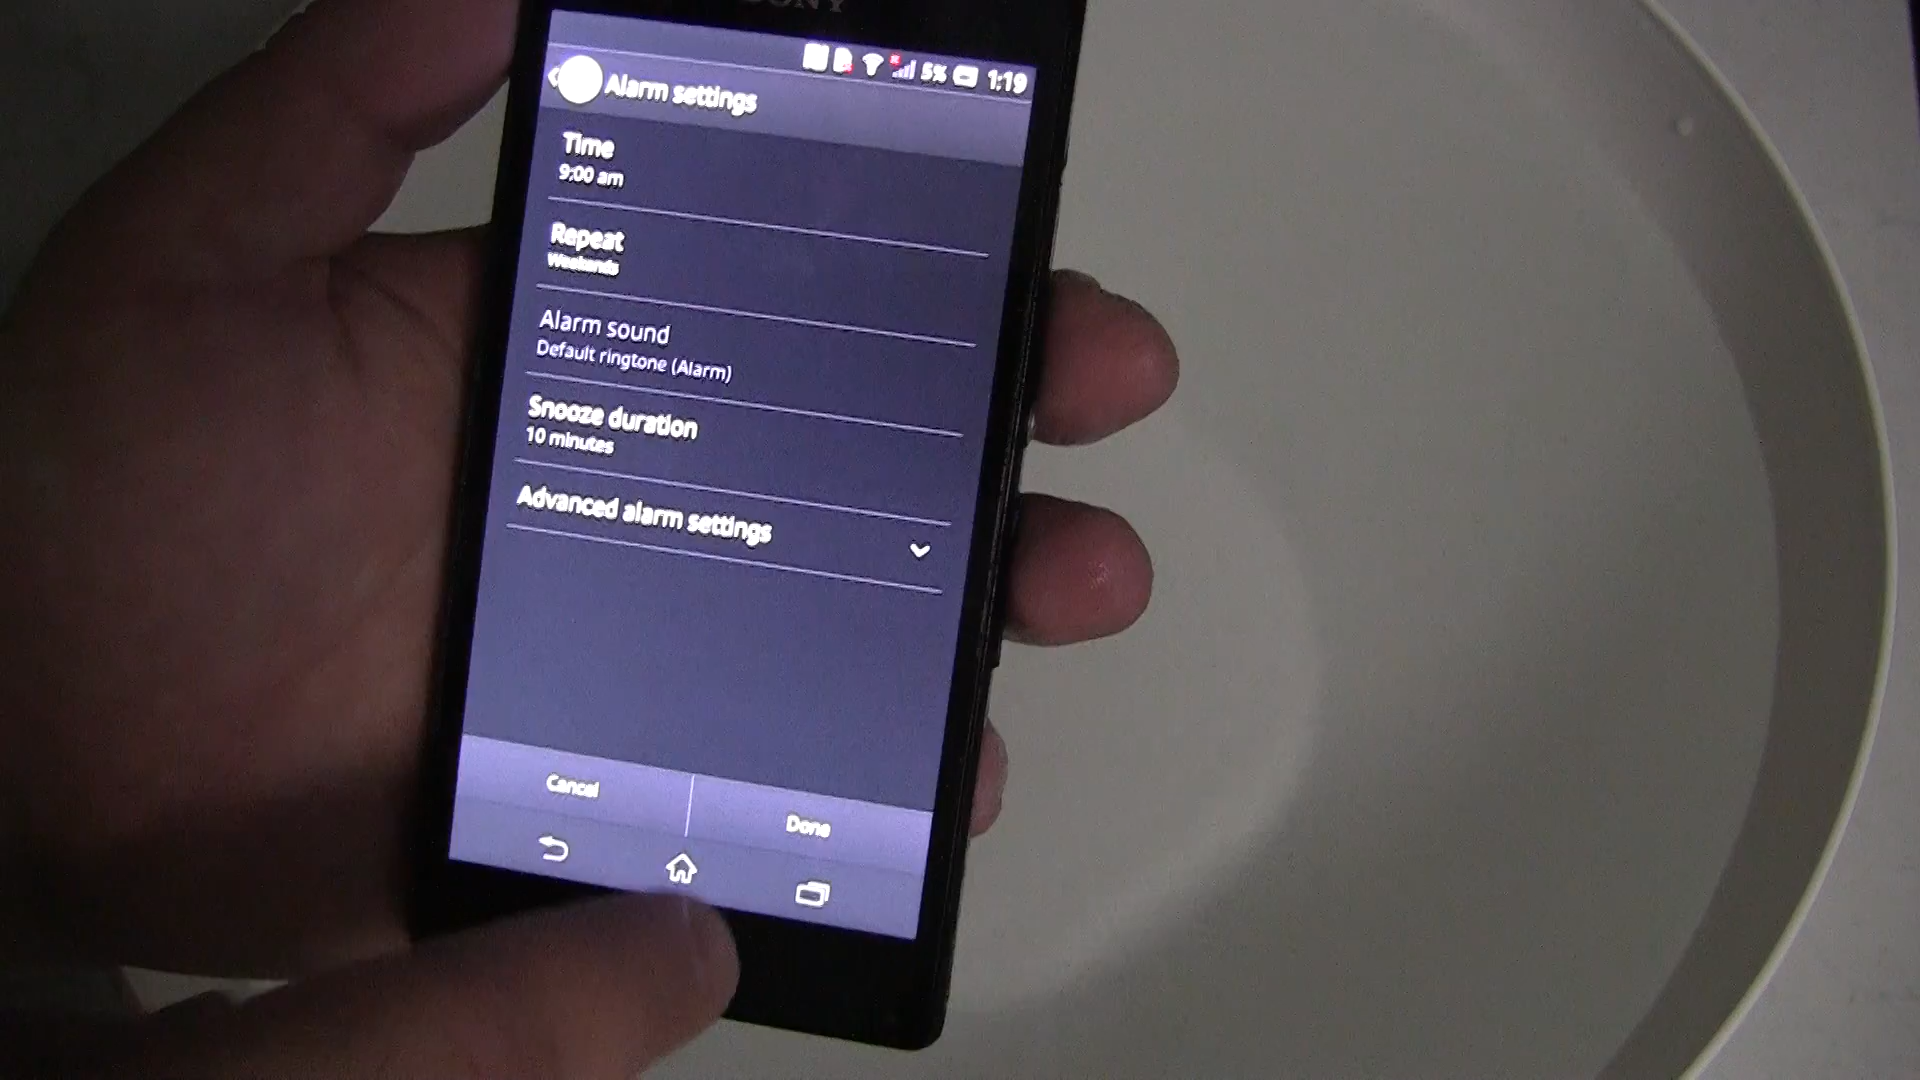 SONY
5% 1:19
Alarm settings
Time
9:00 am
Repeat
Weekends
Alarm sound
Default ringtone (Alarm)
Snooze duration
10 minutes
Advanced alarm settings
Cancel
Done